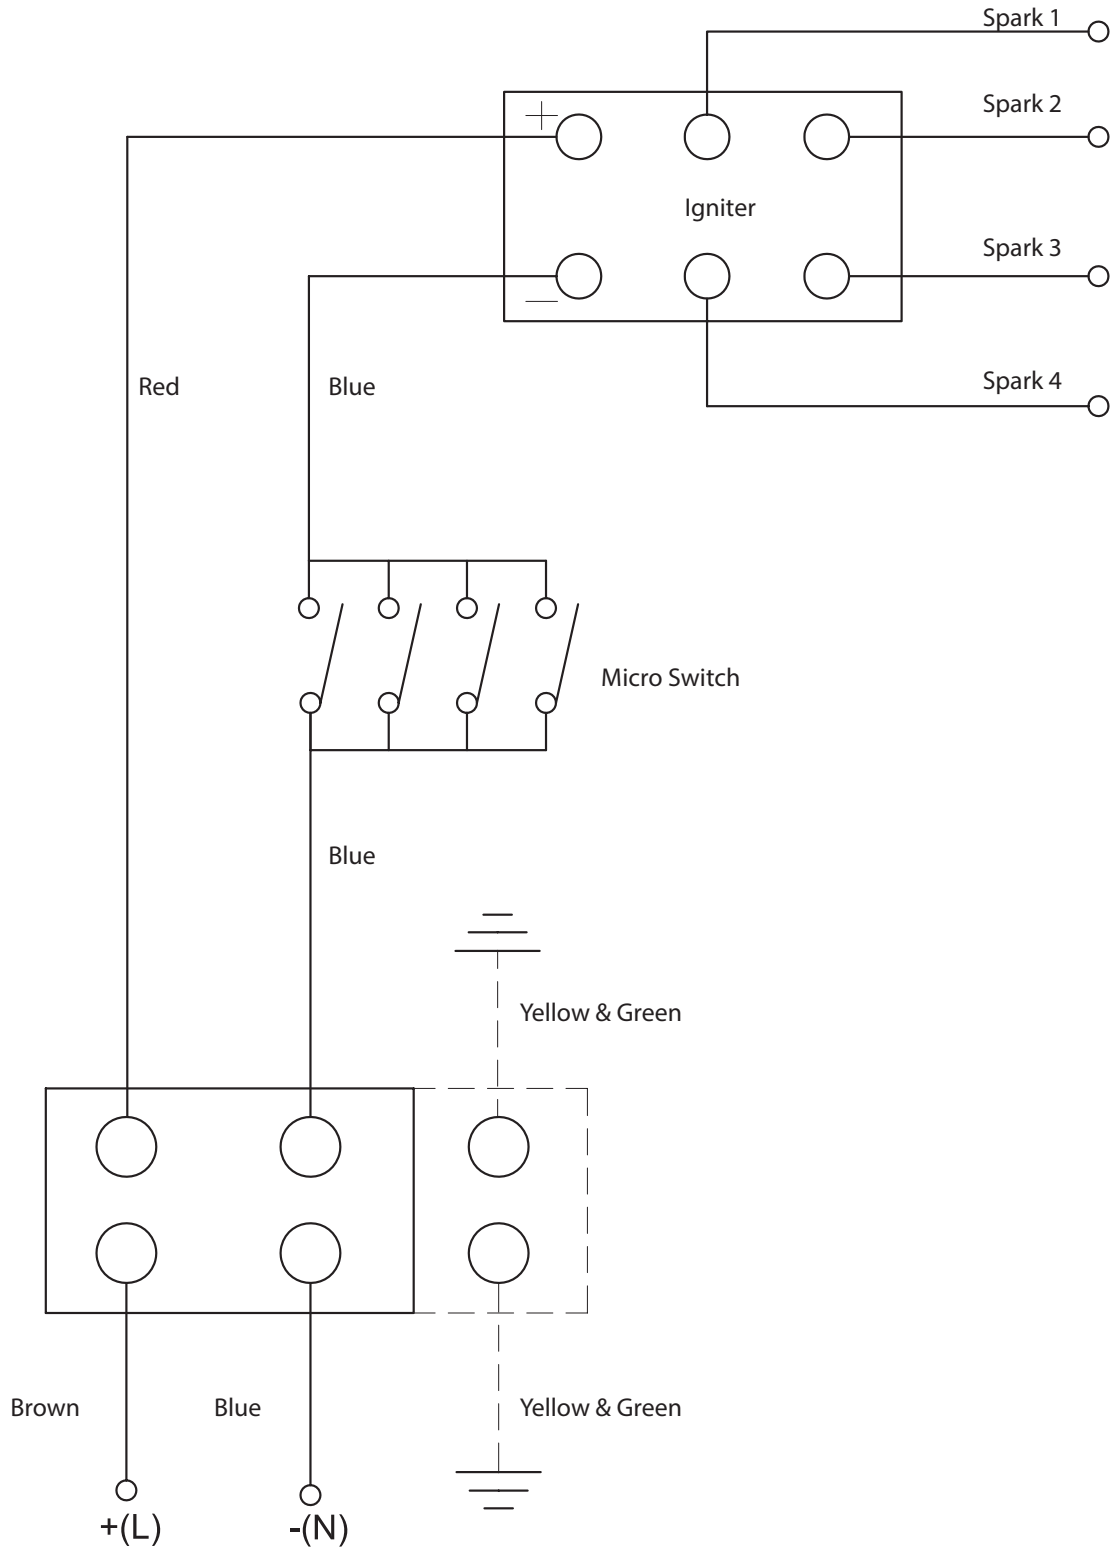 Spark 1
Spark 2
+
Igniter
Spark 3
—
Spark 4
Red
Blue
Micro Switch
Blue
Yellow & Green
Brown
Blue
Yellow & Green
+(L)
-(N)